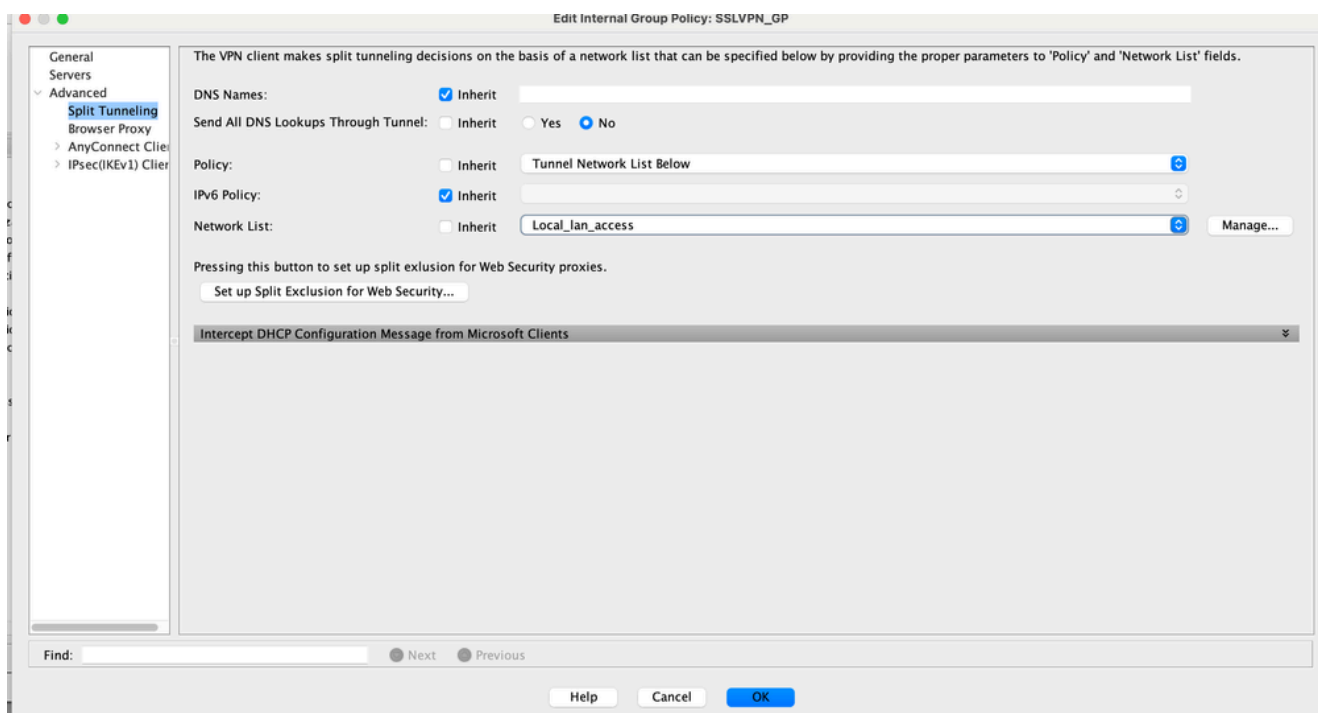 Edit Internal Group Policy: SSLVPN_GP
General
Servers
Advanced
Split Tunneling
Browser Proxy
AnyConnect Clie
IPsec(IKEv1) Clier
The VPN client makes split tunneling decisions on the basis of a network list that can be specified below by providing the proper parameters to 'Policy' and 'Network List' fields.
DNS Names: Inherit
Send All DNS Lookups Through Tunnel: Inherit Yes No
Policy: Inherit Tunnel Network List Below
IPv6 Policy: Inherit
Network List: Inherit Local_lan_access Manage...
Pressing this button to set up split exlusion for Web Security proxies.
Set up Split Exclusion for Web Security...
Intercept DHCP Configuration Message from Microsoft Clients
Find: Next Previous
Help Cancel OK